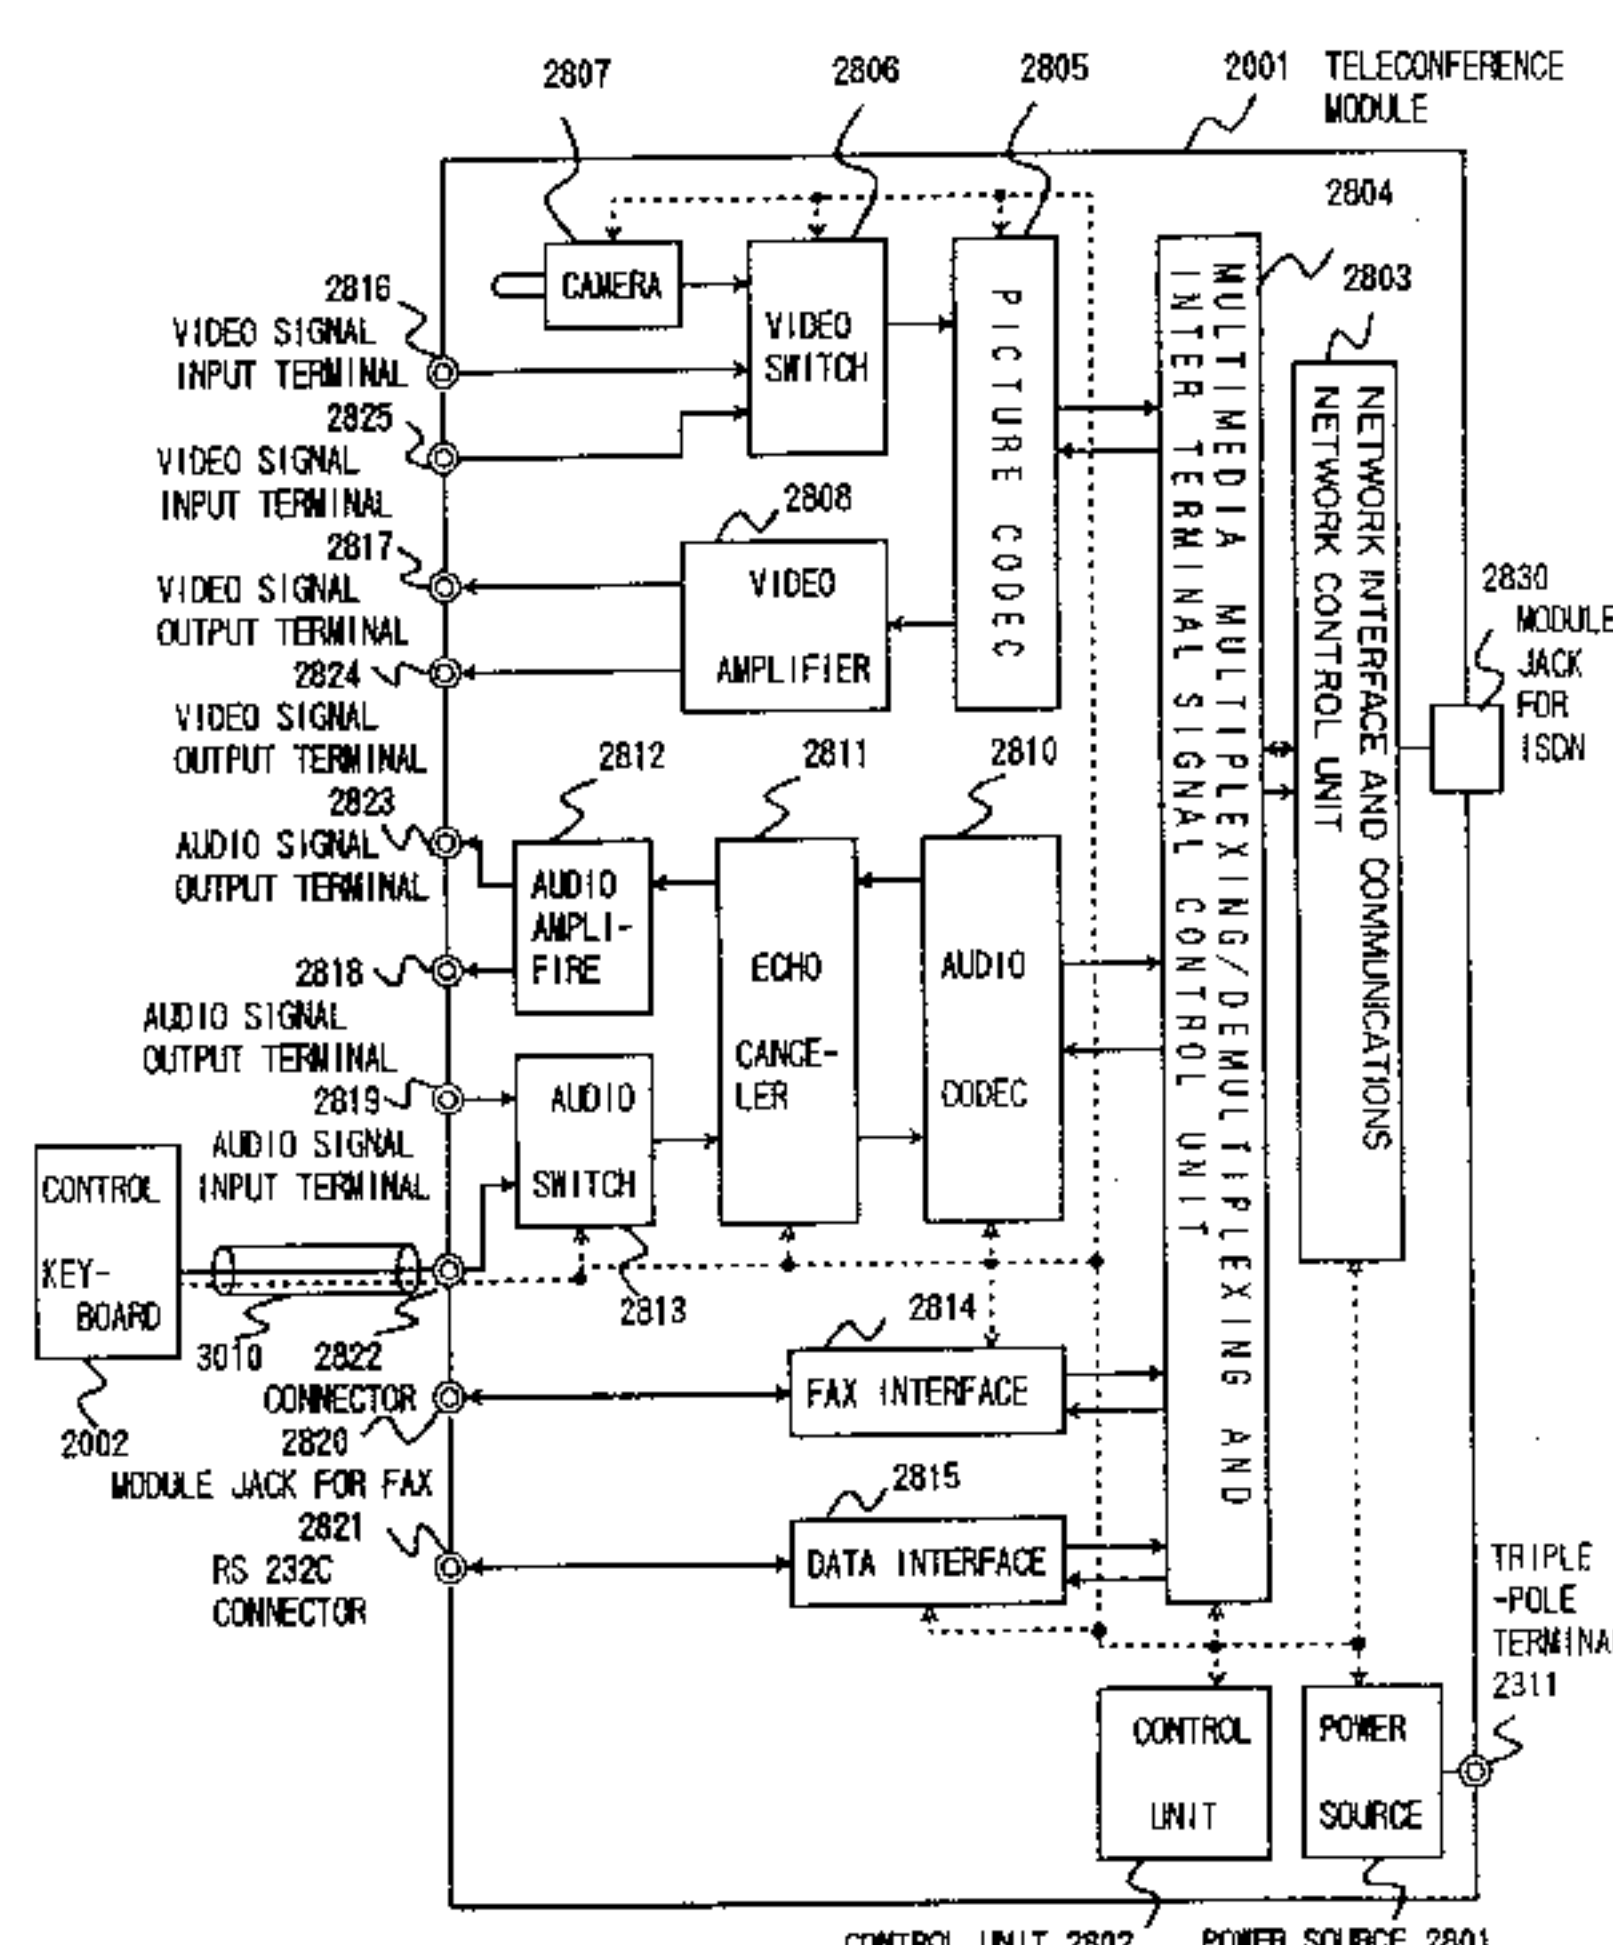 2807
2806
2805
2001 TELECONFERENCE
MODULE
2804
2803
CAMERA
VIDEO
SWITCH
PICTURE CODEC
MULTIMEDIA MULTIPLEXING/DEMULTIPLEXING AND
INTER TERMINAL SIGNAL CONTROL UNIT
NETWORK INTERFACE AND COMMUNICATIONS
NETWORK CONTROL UNIT
2816
VIDEO SIGNAL
INPUT TERMINAL
2825
VIDEO SIGNAL
INPUT TERMINAL
2808
2817
VIDEO SIGNAL
OUTPUT TERMINAL
VIDEO
AMPLIFIER
2824
VIDEO SIGNAL
OUTPUT TERMINAL
2830
MODULE
JACK
FOR
ISDN
2812
2811
2810
2823
AUDIO SIGNAL
OUTPUT TERMINAL
AUDIO
AMPLI-
FIRE
ECHO
CANCE-
LER
AUDIO
CODEC
2818
AUDIO SIGNAL
OUTPUT TERMINAL
2819
AUDIO SIGNAL
INPUT TERMINAL
AUDIO
SWITCH
CONTROL
KEY-
BOARD
2813
2814
3010
2822
CONNECTOR
FAX INTERFACE
2002
2820
MODULE JACK FOR FAX
2815
2821
RS 232C
CONNECTOR
DATA INTERFACE
TRIPLE
-POLE
TERMINAL
2311
CONTROL
UNIT
POWER
SOURCE
CONTROL UNIT 2802
POWER SOURCE 2801